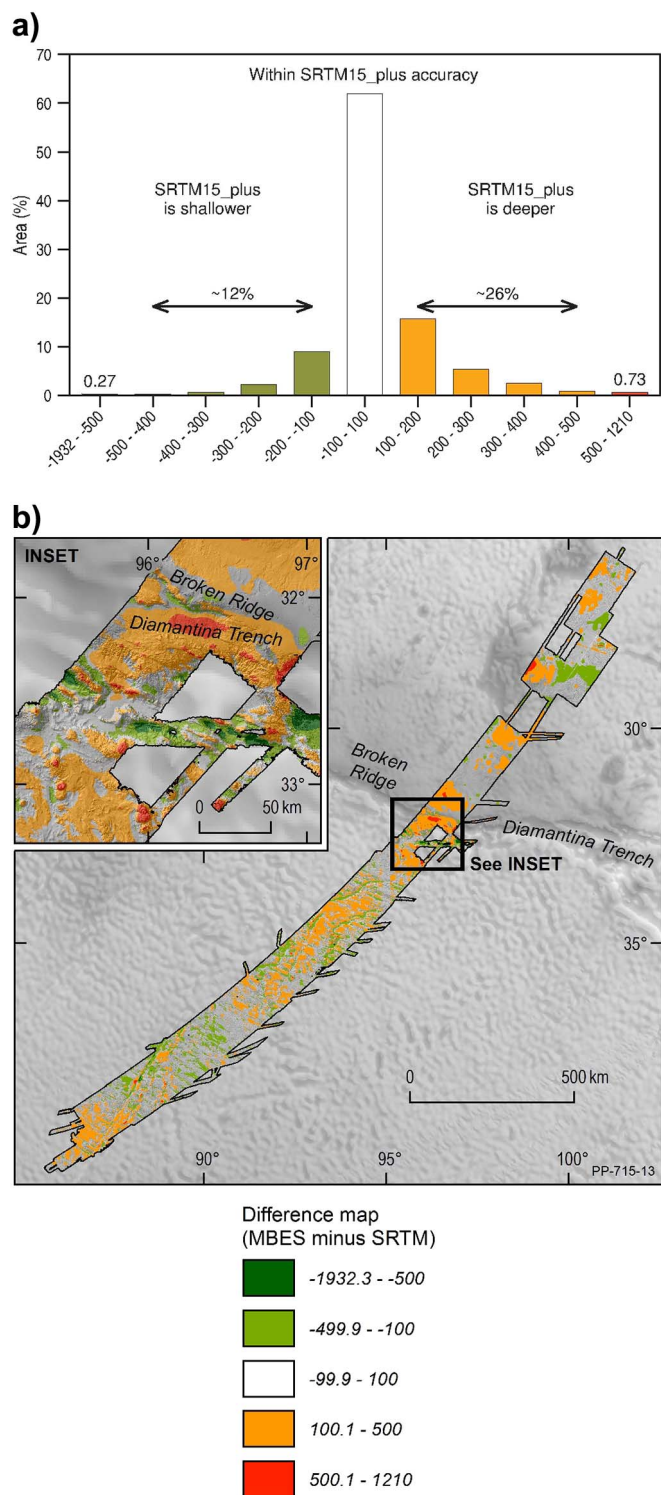 a)
70
60
50
40
30
20
10
0
Area (%)
Within SRTM15_plus accuracy
SRTM15_plus
is shallower
SRTM15_plus
is deeper
~12%
~26%
0.27
0.73
-1932 - -500
-500 - -400
-400 - -300
-300 - -200
-200 - -100
-100 - 100
100 - 200
200 - 300
300 - 400
400 - 500
500 - 1210
b)
INSET
96°
97°
32°
Broken Ridge
Diamantina Trench
33°
0 50 km
30°
Broken
Ridge
Diamantina Trench
See INSET
35°
0 500 km
90°
95°
100°
PP-715-13
Difference map
(MBES minus SRTM)
-1932.3 - -500
-499.9 - -100
-99.9 - 100
100.1 - 500
500.1 - 1210